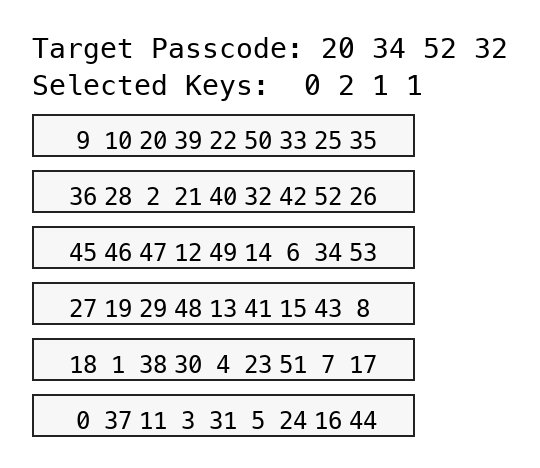 Target Passcode: 20 34 52 32
Selected Keys: 0 2 1 1
9 10 20 39 22 50 33 25 35
36 28 2 21 40 32 42 52 26
45 46 47 12 49 14 6 34 53
27 19 29 48 13 41 15 43 8
18 1 38 30 4 23 51 7 17
0 37 11 3 31 5 24 16 44